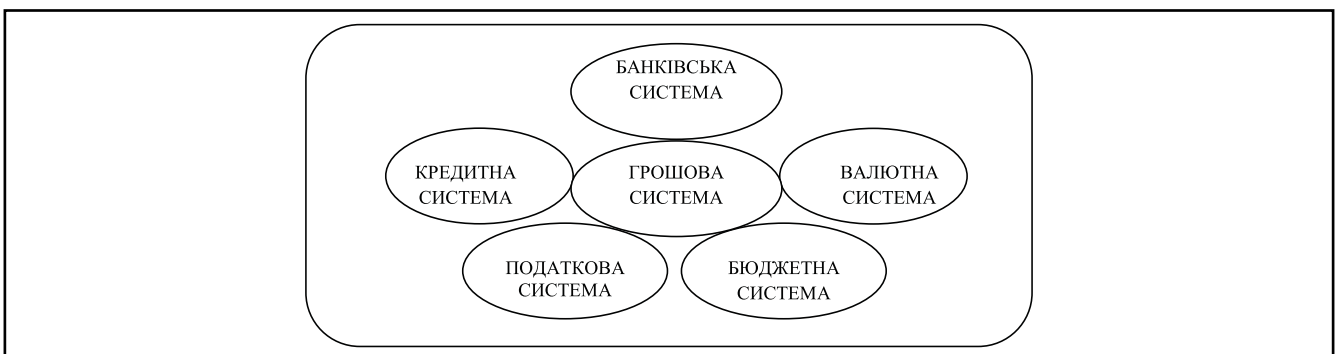 БАНКІВСЬКА
СИСТЕМА
КРЕДИТНА
СИСТЕМА
ГРОШОВА
СИСТЕМА
ВАЛЮТНА
СИСТЕМА
ПОДАТКОВА
СИСТЕМА
БЮДЖЕТНА
СИСТЕМА